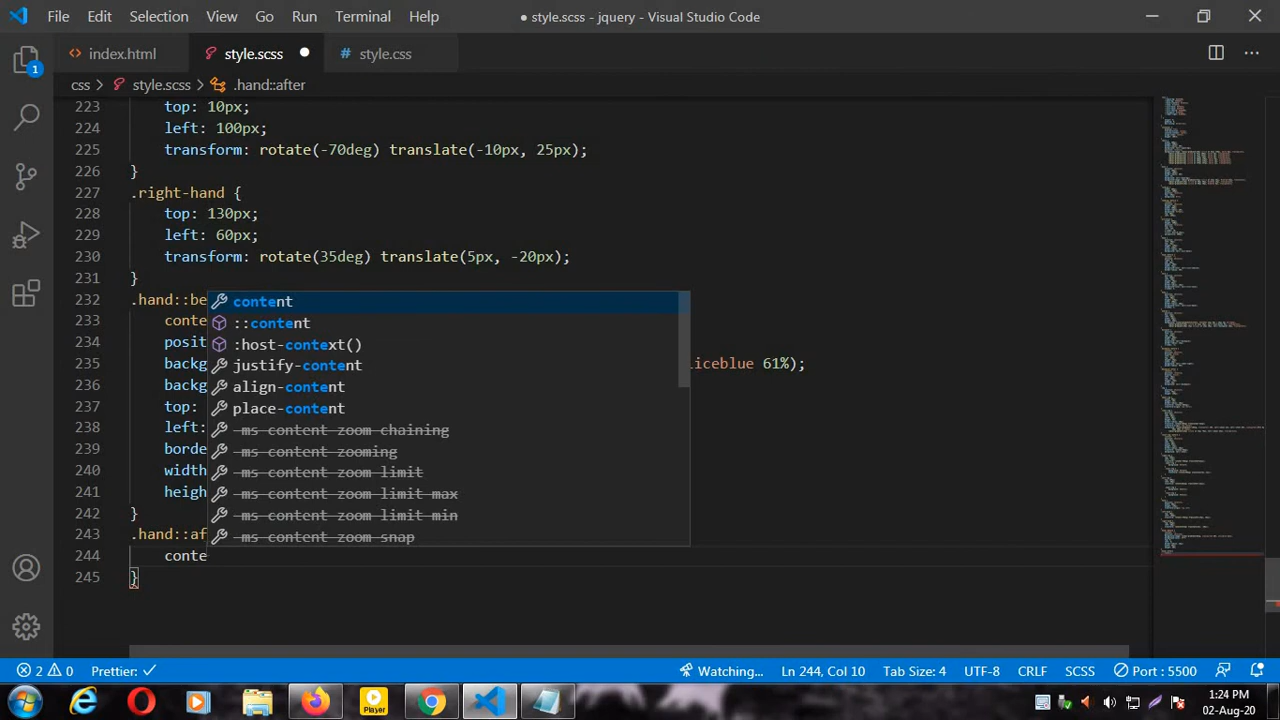 File Edit Selection View Go Run Terminal Help ● style.scss - jquery - Visual Studio Code
index.html style.scss style.css
css > style.scss > .hand::after
223 top: 10px;
224 left: 100px;
225 transform: rotate(-70deg) translate(-10px, 25px);
226 }
227 .right-hand {
228 top: 130px;
229 left: 60px;
230 transform: rotate(35deg) translate(5px, -20px);
231 }
232 .hand::be
content
233 conte
::content
234 posit
:host-context()
235 backg liceblue 61%);
justify-content
236 backg
align-content
237 top:
place-content
238 left:
-ms-content-zoom-chaining
239 borde
-ms-content-zooming
240 width
-ms-content-zoom-limit
241 heigh
-ms-content-zoom-limit-max
242 }
-ms-content-zoom-limit-min
243 .hand::af
-ms-content-zoom-snap
244 conte
245 }
1
2 0 Prettier: ✓ Watching... Ln 244, Col 10 Tab Size: 4 UTF-8 CRLF SCSS Port : 5500
Player
1:24 PM
02-Aug-20